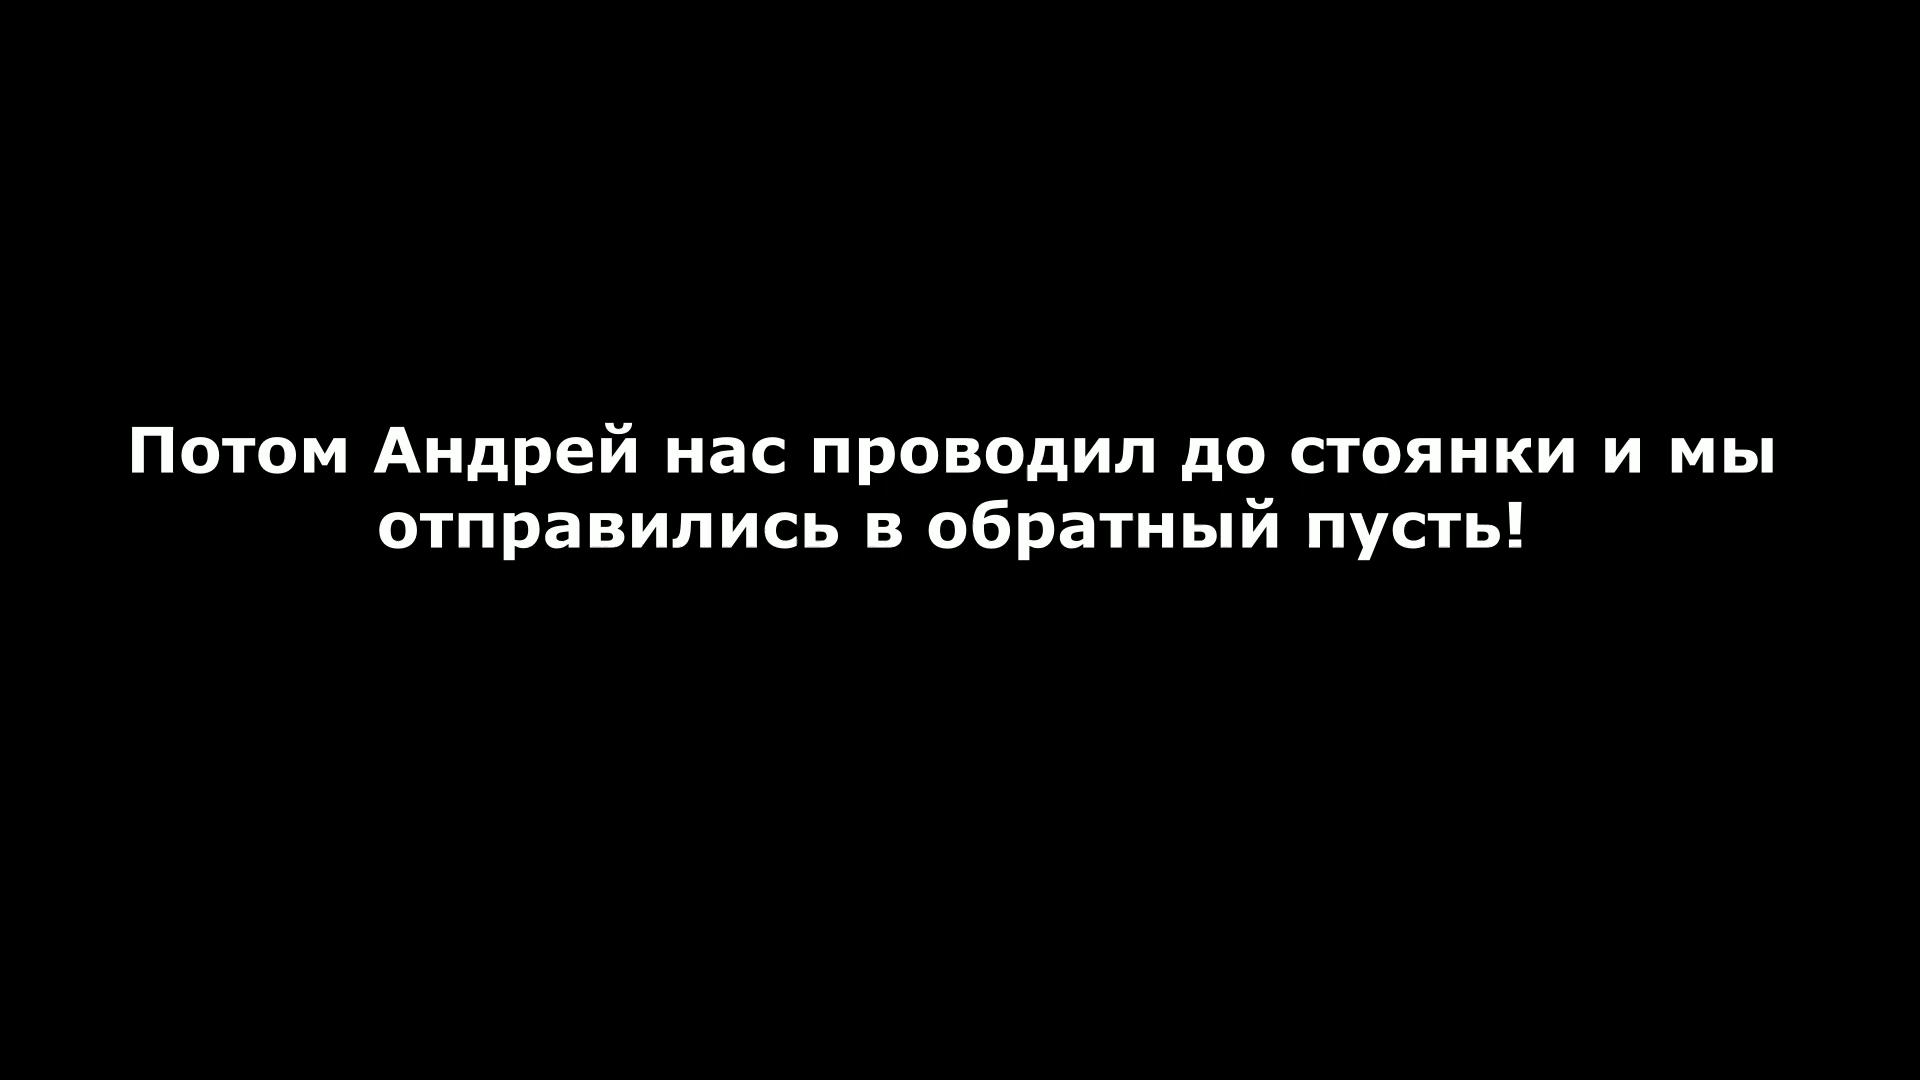 Потом Андрей нас проводил до стоянки и мы
отправились в обратный пусть!